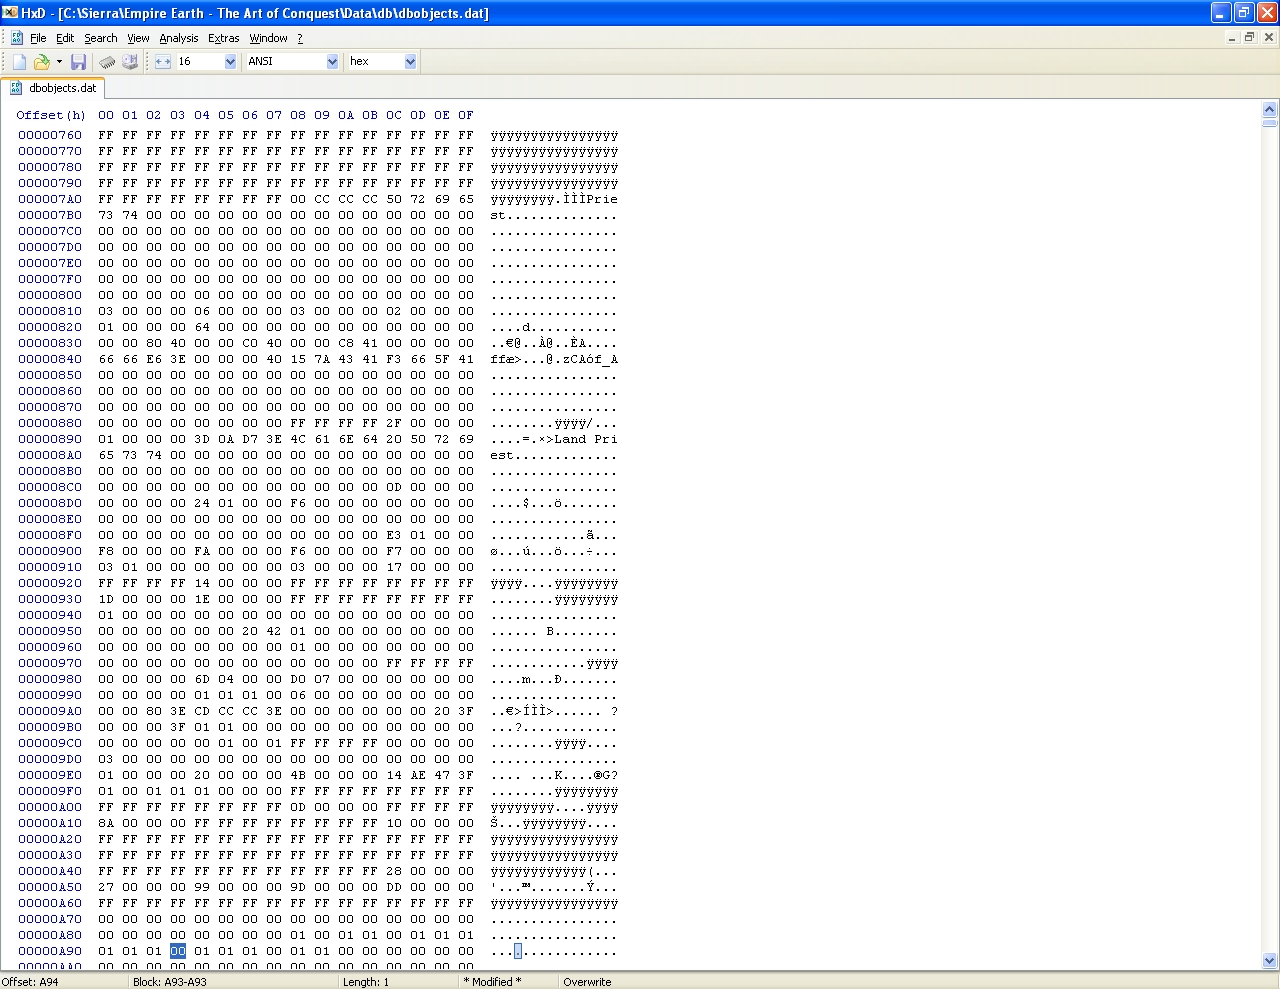 HxD - [C:\Sierra\Empire Earth - The Art of Conquest\Data\db\dbobjects.dat]
File Edit Search View Analysis Extras Window ?
16 ANSI hex
dbobjects.dat
Offset(h) 00 01 02 03 04 05 06 07 08 09 0A 0B 0C 0D 0E 0F
00000760 FF FF FF FF FF FF FF FF FF FF FF FF FF FF FF FF ÿÿÿÿÿÿÿÿÿÿÿÿÿÿÿÿ
00000770 FF FF FF FF FF FF FF FF FF FF FF FF FF FF FF FF ÿÿÿÿÿÿÿÿÿÿÿÿÿÿÿÿ
00000780 FF FF FF FF FF FF FF FF FF FF FF FF FF FF FF FF ÿÿÿÿÿÿÿÿÿÿÿÿÿÿÿÿ
00000790 FF FF FF FF FF FF FF FF FF FF FF FF FF FF FF FF ÿÿÿÿÿÿÿÿÿÿÿÿÿÿÿÿ
000007A0 FF FF FF FF FF FF FF FF 00 CC CC CC 50 72 69 65 ÿÿÿÿÿÿÿÿ.ÌÌÌPrie
000007B0 73 74 00 00 00 00 00 00 00 00 00 00 00 00 00 00 st..............
000007C0 00 00 00 00 00 00 00 00 00 00 00 00 00 00 00 00 ................
000007D0 00 00 00 00 00 00 00 00 00 00 00 00 00 00 00 00 ................
000007E0 00 00 00 00 00 00 00 00 00 00 00 00 00 00 00 00 ................
000007F0 00 00 00 00 00 00 00 00 00 00 00 00 00 00 00 00 ................
00000800 00 00 00 00 00 00 00 00 00 00 00 00 00 00 00 00 ................
00000810 03 00 00 00 06 00 00 00 03 00 00 00 02 00 00 00 ................
00000820 01 00 00 00 64 00 00 00 00 00 00 00 00 00 00 00 ....d...........
00000830 00 00 80 40 00 00 C0 40 00 00 C8 41 00 00 00 00 ..€@..À@..ÈA....
00000840 66 66 E6 3E 00 00 00 40 15 7A 43 41 F3 66 5F 41 ffæ>...@.zCAóf_A
00000850 00 00 00 00 00 00 00 00 00 00 00 00 00 00 00 00 ................
00000860 00 00 00 00 00 00 00 00 00 00 00 00 00 00 00 00 ................
00000870 00 00 00 00 00 00 00 00 00 00 00 00 00 00 00 00 ................
00000880 00 00 00 00 00 00 00 00 FF FF FF FF 2F 00 00 00 ........ÿÿÿÿ/...
00000890 01 00 00 00 3D 0A D7 3E 4C 61 6E 64 20 50 72 69 ....=.×>Land Pri
000008A0 65 73 74 00 00 00 00 00 00 00 00 00 00 00 00 00 est.............
000008B0 00 00 00 00 00 00 00 00 00 00 00 00 00 00 00 00 ................
000008C0 00 00 00 00 00 00 00 00 00 00 00 00 0D 00 00 00 ................
000008D0 00 00 00 00 24 01 00 00 F6 00 00 00 00 00 00 00 ....$...ö.......
000008E0 00 00 00 00 00 00 00 00 00 00 00 00 00 00 00 00 ................
000008F0 00 00 00 00 00 00 00 00 00 00 00 00 E3 01 00 00 ............ã...
00000900 F8 00 00 00 FA 00 00 00 F6 00 00 00 F7 00 00 00 ø...ú...ö...÷...
00000910 03 01 00 00 00 00 00 00 03 00 00 00 17 00 00 00 ................
00000920 FF FF FF FF 14 00 00 00 FF FF FF FF FF FF FF FF ÿÿÿÿ....ÿÿÿÿÿÿÿÿ
00000930 1D 00 00 00 1E 00 00 00 FF FF FF FF FF FF FF FF ........ÿÿÿÿÿÿÿÿ
00000940 01 00 00 00 00 00 00 00 00 00 00 00 00 00 00 00 ................
00000950 00 00 00 00 00 00 20 42 01 00 00 00 00 00 00 00 ...... B........
00000960 00 00 00 00 00 00 00 00 01 00 00 00 00 00 00 00 ................
00000970 00 00 00 00 00 00 00 00 00 00 00 00 FF FF FF FF ............ÿÿÿÿ
00000980 00 00 00 00 6D 04 00 00 D0 07 00 00 00 00 00 00 ....m...Ð.......
00000990 00 00 00 00 01 01 01 00 06 00 00 00 00 00 00 00 ................
000009A0 00 00 80 3E CD CC CC 3E 00 00 00 00 00 00 20 3F ..€>ÍÌÌ>...... ?
000009B0 00 00 00 3F 01 01 00 00 00 00 00 00 00 00 00 00 ...?............
000009C0 00 00 00 00 00 01 00 01 FF FF FF FF 00 00 00 00 ........ÿÿÿÿ....
000009D0 03 00 00 00 00 00 00 00 00 00 00 00 00 00 00 00 ................
000009E0 01 00 00 00 20 00 00 00 4B 00 00 00 14 AE 47 3F .... ...K....®G?
000009F0 01 00 01 01 01 00 00 00 FF FF FF FF FF FF FF FF ........ÿÿÿÿÿÿÿÿ
00000A00 FF FF FF FF FF FF FF FF 0D 00 00 00 FF FF FF FF ÿÿÿÿÿÿÿÿ....ÿÿÿÿ
00000A10 8A 00 00 00 FF FF FF FF FF FF FF FF 10 00 00 00 Š...ÿÿÿÿÿÿÿÿ....
00000A20 FF FF FF FF FF FF FF FF FF FF FF FF FF FF FF FF ÿÿÿÿÿÿÿÿÿÿÿÿÿÿÿÿ
00000A30 FF FF FF FF FF FF FF FF FF FF FF FF FF FF FF FF ÿÿÿÿÿÿÿÿÿÿÿÿÿÿÿÿ
00000A40 FF FF FF FF FF FF FF FF FF FF FF FF 28 00 00 00 ÿÿÿÿÿÿÿÿÿÿÿÿ(...
00000A50 27 00 00 00 99 00 00 00 9D 00 00 00 DD 00 00 00 '...™.......Ý...
00000A60 FF FF FF FF FF FF FF FF FF FF FF FF FF FF FF FF ÿÿÿÿÿÿÿÿÿÿÿÿÿÿÿÿ
00000A70 00 00 00 00 00 00 00 00 00 00 00 00 00 00 00 00 ................
00000A80 00 00 00 00 00 00 00 00 01 00 01 01 00 01 01 01 ................
00000A90 01 01 01 00 01 01 01 00 01 01 00 00 00 00 00 00 ................
00000AA0 00 00 00 00 00 00 00 00 00 00 00 00 00 00 00 00
Offset: A94 Block: A93-A93 Length: 1 * Modified * Overwrite